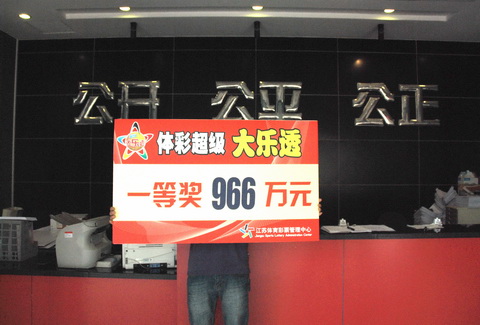 公开 公平 公正
体彩超级 大乐透
一等奖 966 万元
江苏体育彩票管理中心
Jiangsu Sports Lottery Administration Center